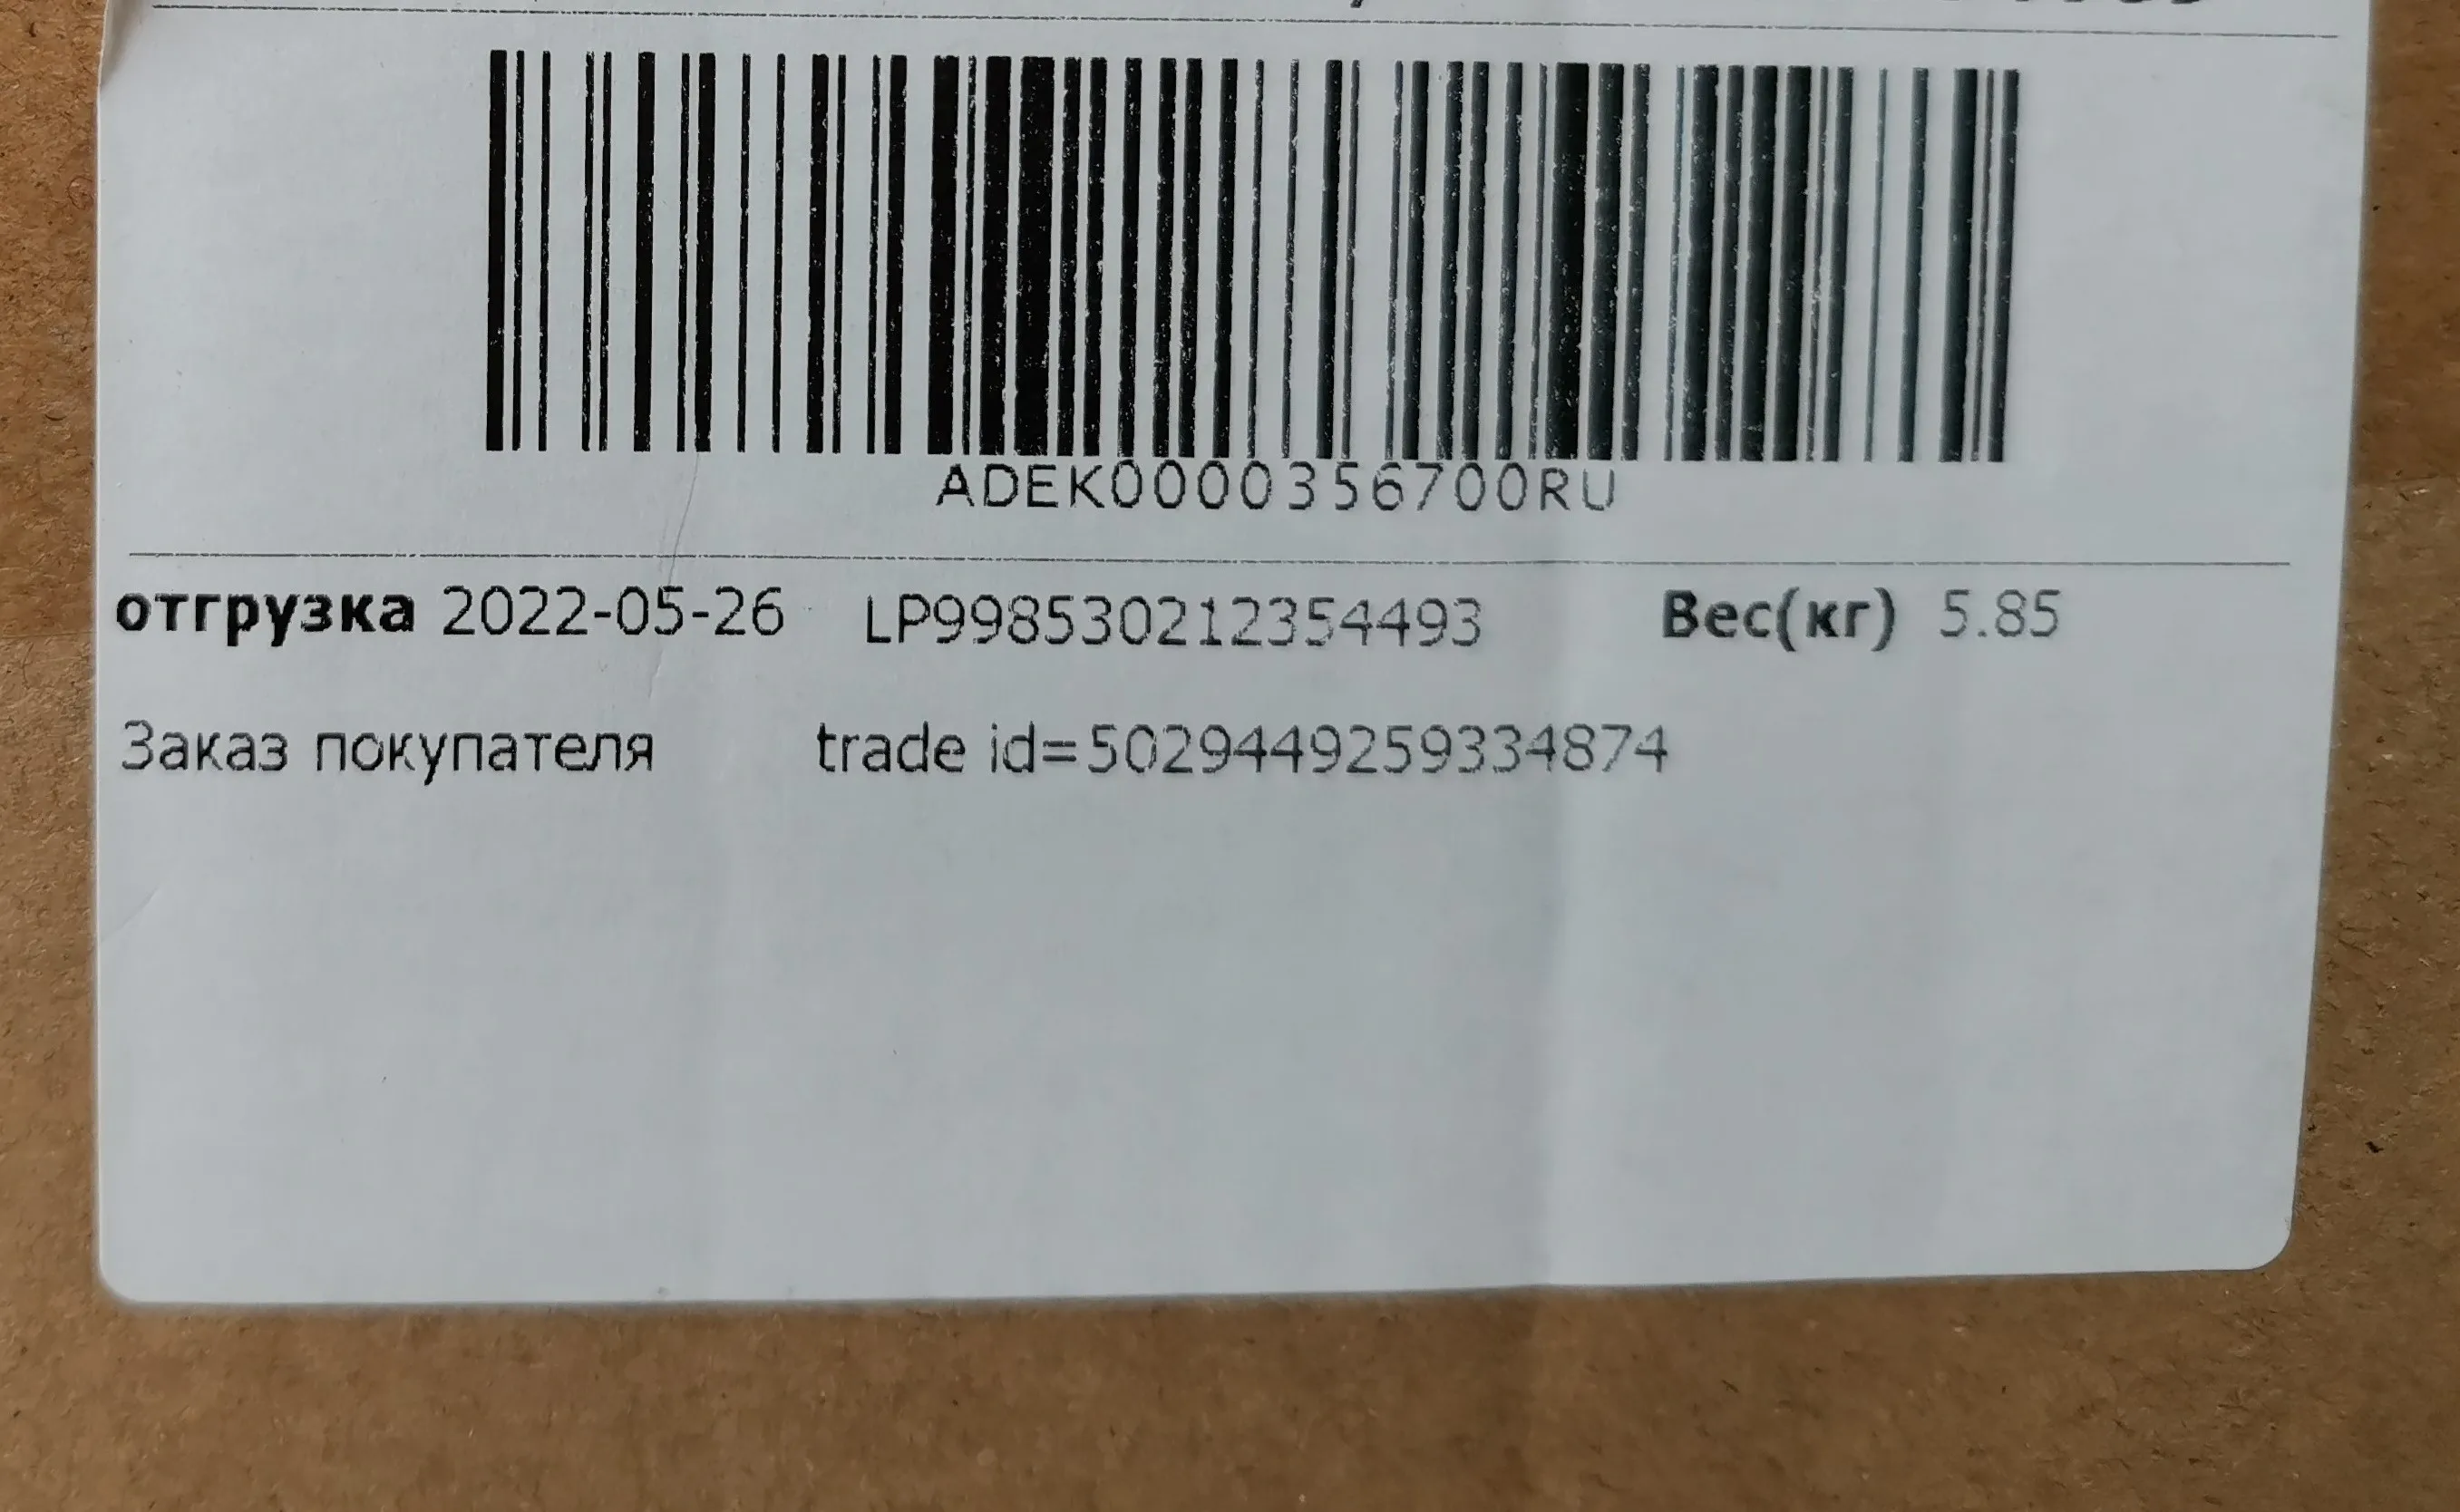 ADEK0000356700RU
отгрузка 2022-05-26 LP998530212354493 Вес(кг) 5.85
Заказ покупателя trade id=5029449259334874